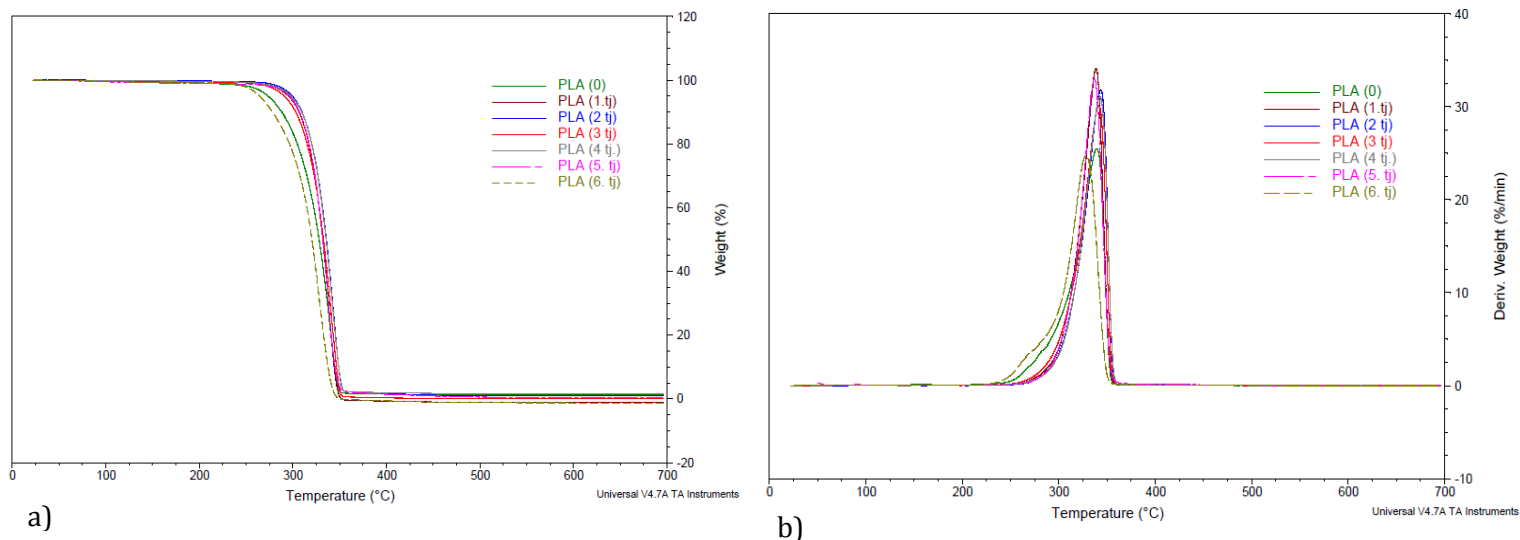 120
100
80
60
40
20
0
-20
Weight (%)
PLA (0)
PLA (1.tj)
PLA (2 tj)
PLA (3 tj)
PLA (4 tj.)
PLA (5. tj)
PLA (6. tj)
0 100 200 300 400 500 600 700
Temperature (°C)
Universal V4.7A TA Instruments
a)
40
30
20
10
0
-10
Deriv. Weight (%/min)
PLA (0)
PLA (1.tj)
PLA (2 tj)
PLA (3 tj)
PLA (4 tj.)
PLA (5. tj)
PLA (6. tj)
0 100 200 300 400 500 600 700
Temperature (°C)
Universal V4.7A TA Instruments
b)